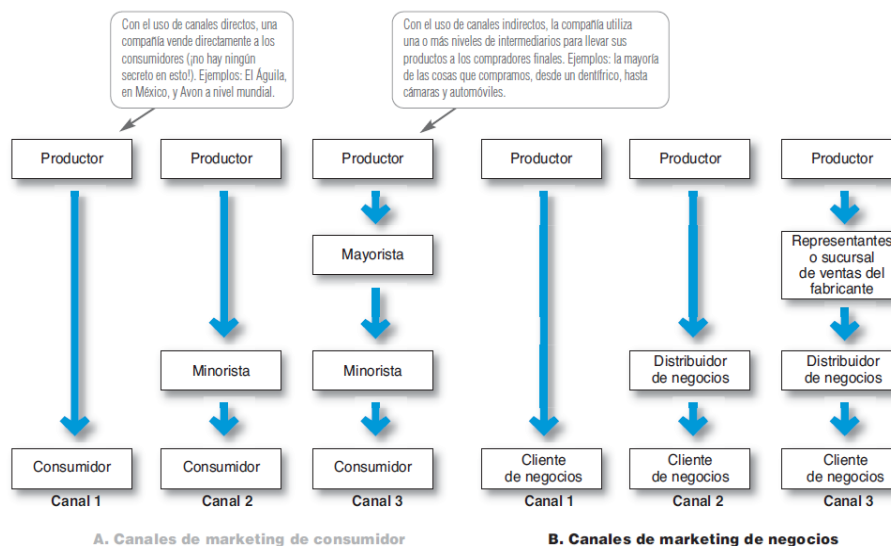 Con el uso de canales directos, una
compañía vende directamente a los
consumidores (¡no hay ningún
secreto en esto!). Ejemplos: El Águila,
en México, y Avon a nivel mundial.
Con el uso de canales indirectos, la compañía utiliza
una o más niveles de intermediarios para llevar sus
productos a los compradores finales. Ejemplos: la mayoría
de las cosas que compramos, desde un dentífrico, hasta
cámaras y automóviles.
Productor
Consumidor
Canal 1
Productor
Minorista
Consumidor
Canal 2
Productor
Mayorista
Minorista
Consumidor
Canal 3
A. Canales de marketing de consumidor
Productor
Cliente
de negocios
Canal 1
Productor
Distribuidor
de negocios
Cliente
de negocios
Canal 2
Productor
Representantes
o sucursal
de ventas del
fabricante
Distribuidor
de negocios
Cliente
de negocios
Canal 3
B. Canales de marketing de negocios